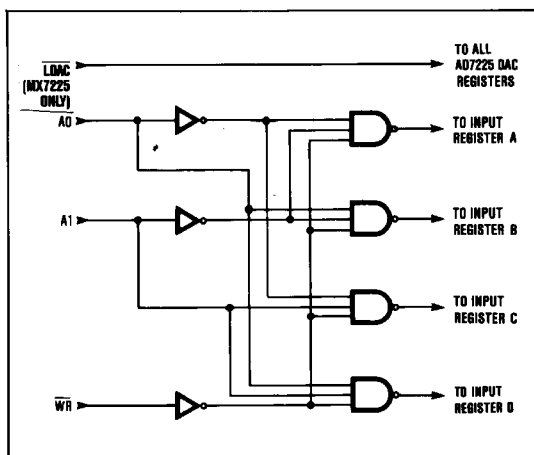 LDAC
(MX7225
ONLY)
A0
A1
WR
TO ALL
AD7225 DAC
REGISTERS
TO INPUT
REGISTER A
TO INPUT
REGISTER B
TO INPUT
REGISTER C
TO INPUT
REGISTER D